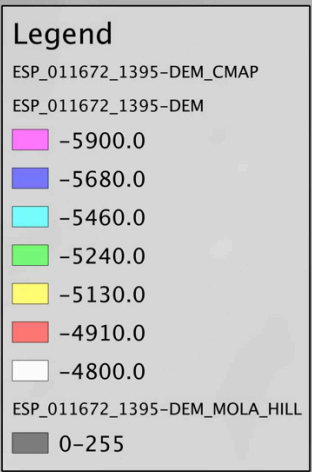 Legend
ESP_011672_1395-DEM_CMAP
ESP_011672_1395-DEM
-5900.0
-5680.0
-5460.0
-5240.0
-5130.0
-4910.0
-4800.0
ESP_011672_1395-DEM_MOLA_HILL
0-255